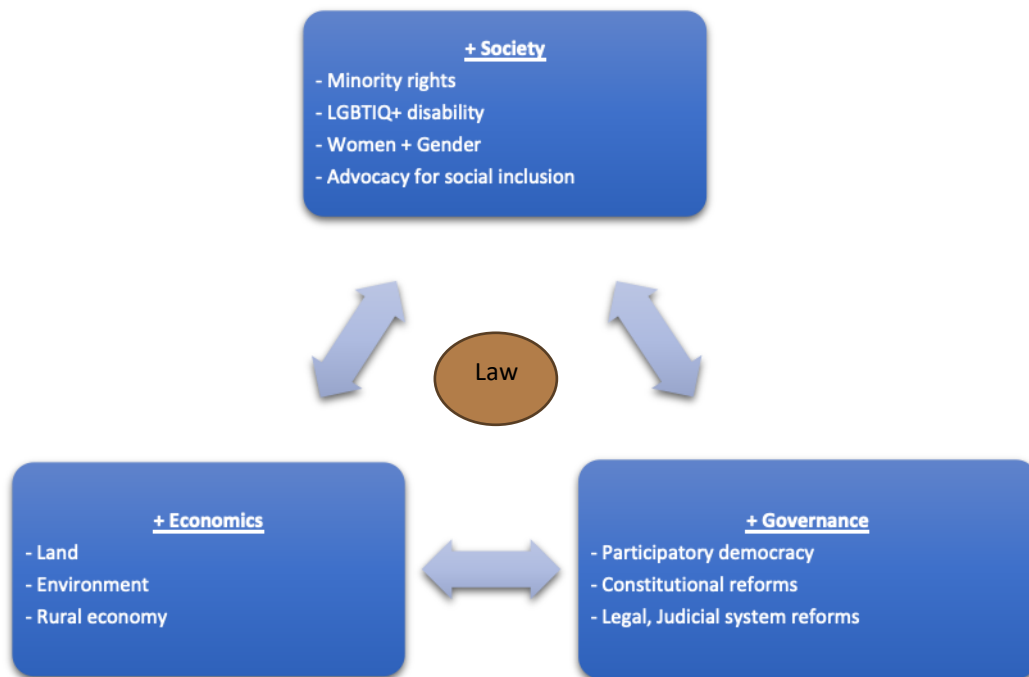 + Society
- Minority rights
- LGBTIQ+ disability
- Women + Gender
- Advocacy for social inclusion
Law
+ Economics
- Land
- Environment
- Rural economy
+ Governance
- Participatory democracy
- Constitutional reforms
- Legal, Judicial system reforms